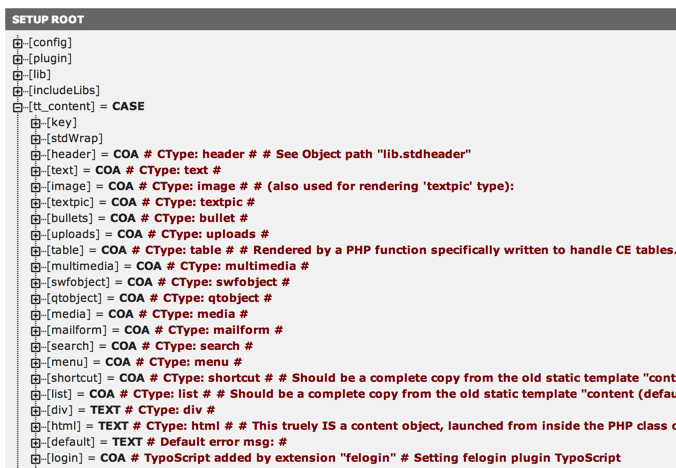 SETUP ROOT
[config]
[plugin]
[lib]
[includeLibs]
[tt_content] = CASE
[key]
[stdWrap]
[header] = COA # CType: header # # See Object path "lib.stdheader"
[text] = COA # CType: text #
[image] = COA # CType: image # # (also used for rendering 'textpic' type):
[textpic] = COA # CType: textpic #
[bullets] = COA # CType: bullet #
[uploads] = COA # CType: uploads #
[table] = COA # CType: table # # Rendered by a PHP function specifically written to handle CE tables.
[multimedia] = COA # CType: multimedia #
[swfobject] = COA # CType: swfobject #
[qtobject] = COA # CType: qtobject #
[media] = COA # CType: media #
[mailform] = COA # CType: mailform #
[search] = COA # CType: search #
[menu] = COA # CType: menu #
[shortcut] = COA # CType: shortcut # # Should be a complete copy from the old static template "cont
[list] = COA # CType: list # # Should be a complete copy from the old static template "content (defau
[div] = TEXT # CType: div #
[html] = TEXT # CType: html # # This truely IS a content object, launched from inside the PHP class
[default] = TEXT # Default error msg: #
[login] = COA # TypoScript added by extension "felogin" # Setting felogin plugin TypoScript